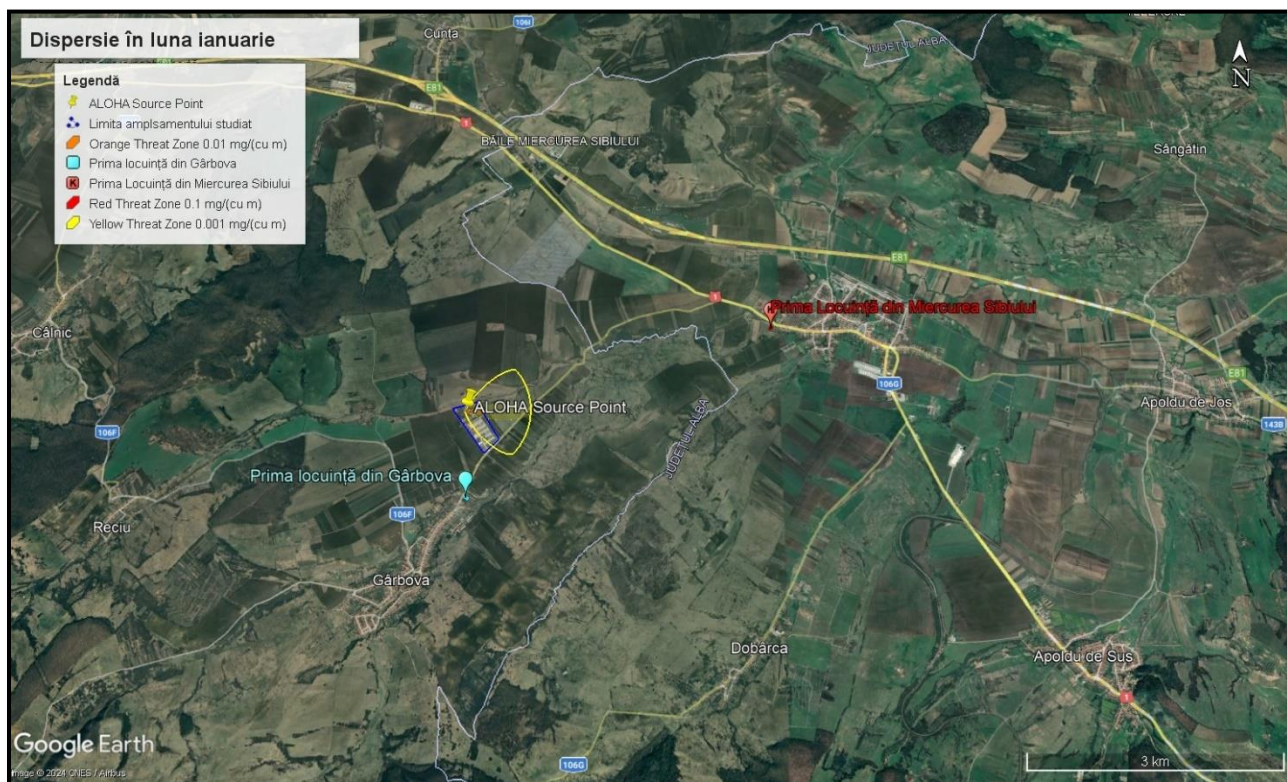 Dispersie în luna ianuarie
Legendă
ALOHA Source Point
Limita amplsamentului studiat
Orange Threat Zone 0.01 mg/(cu m)
Prima locuință din Gârbova
K
Prima Locuință din Miercurea Sibiului
Red Threat Zone 0.1 mg/(cu m)
Yellow Threat Zone 0.001 mg/(cu m)
106I
Cunța
JUDEȚUL ALBA
N
E81
E81
1
BĂILE MIERCUREA SIBIULUI
Sângătin
E81
1
Prima Locuință din Miercurea Sibiului
Câlnic
106G
E81
ALOHA Source Point
Apoldu de Jos
143B
106F
JUDEȚUL ALBA
Prima locuință din Gârbova
106F
Reciu
Gârbova
Dobârca
Apoldu de Sus
1
Google Earth
Image © 2024 CNES / Airbus
106G
3 km